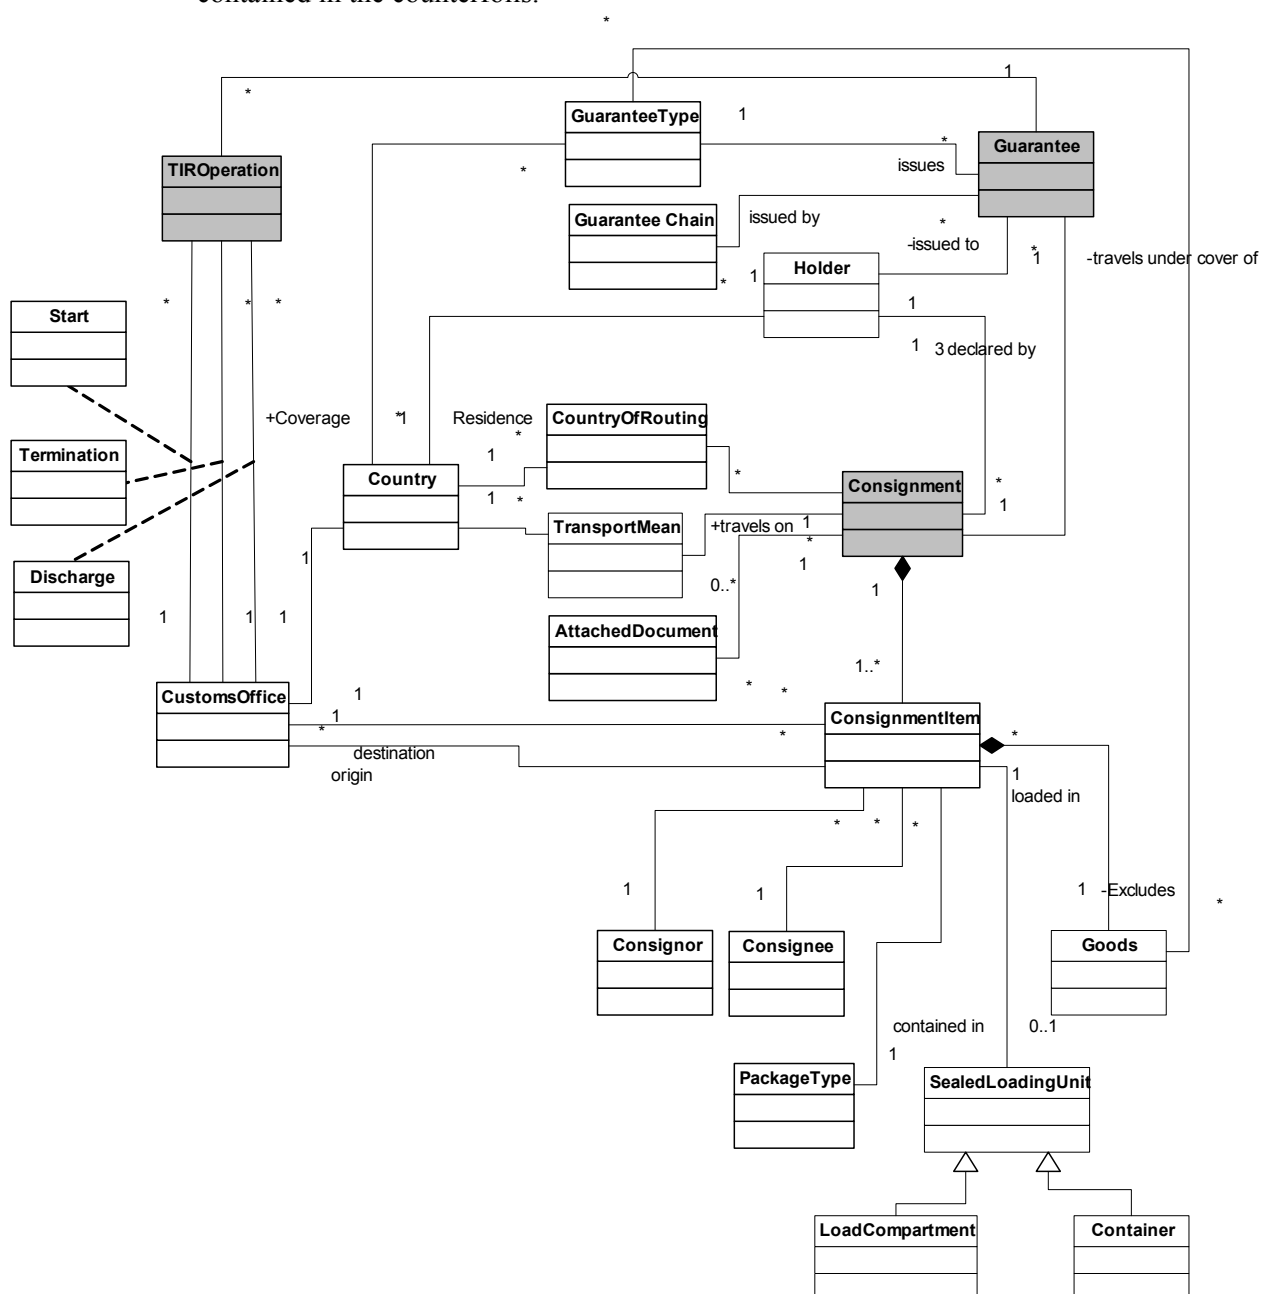 contained in the counterfoils.
*
1
*
GuaranteeType
1
Guarantee
*
TIROperation
issues
*
Guarantee Chain
issued by
*
-issued to
*
1
-travels under cover of
Holder
*
1
Start
*
*
*
1
1
3 declared by
+Coverage
*1
Residence
CountryOfRouting
*
Termination
1
Country
*
Consignment
*
1
*
1
TransportMean
+travels on
1
*
1
1
Discharge
0..*
1
1
1
1
AttachedDocument
1..*
CustomsOffice
1
*
*
1
*
ConsignmentItem
*
*
destination
origin
1
loaded in
*
*
*
1
1
1
-Excludes
*
Consignor
Consignee
Goods
contained in
0..1
1
PackageType
SealedLoadingUnit
LoadCompartment
Container